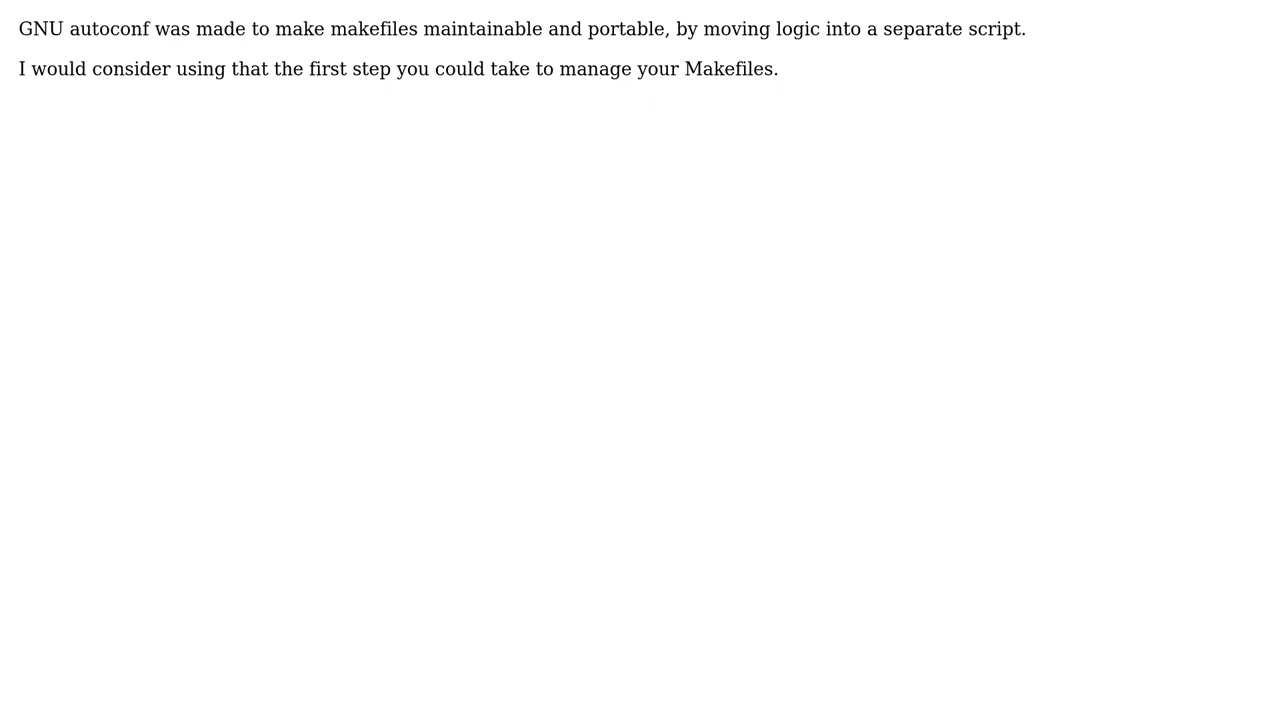 GNU autoconf was made to make makefiles maintainable and portable, by moving logic into a separate script.
I would consider using that the first step you could take to manage your Makefiles.